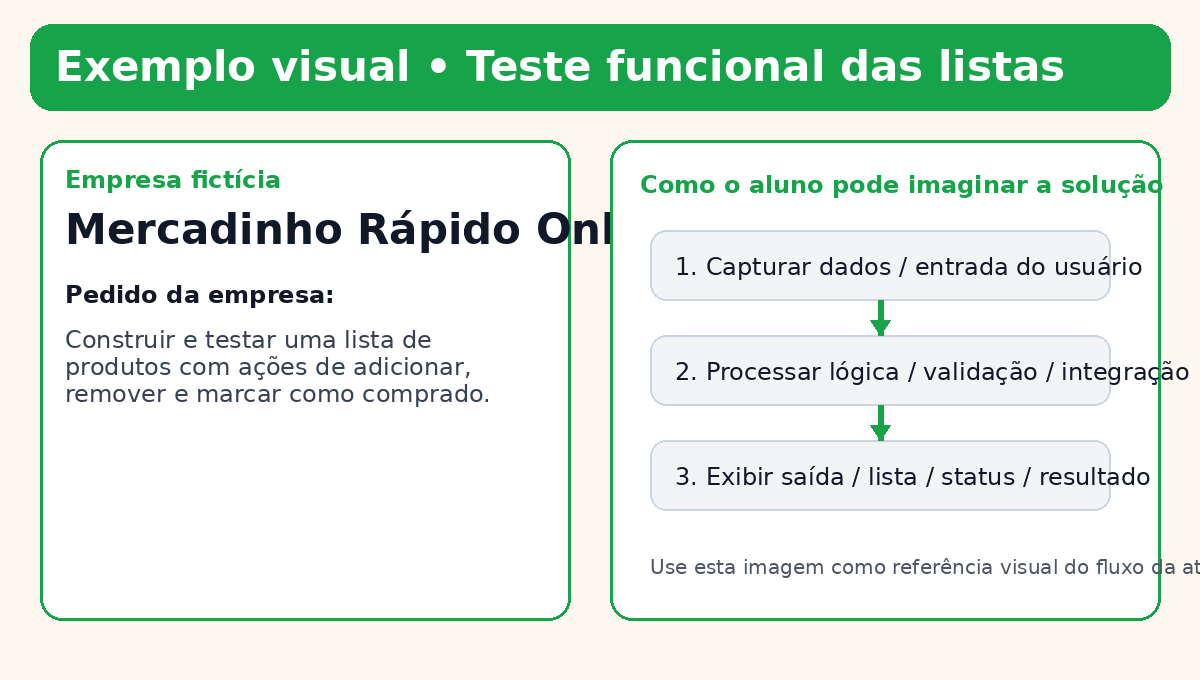 Exemplo visual • Teste funcional das listas
Empresa fictícia
Mercadinho Rápido
Pedido da empresa:
Construir e testar uma lista de
produtos com ações de adicionar,
remover e marcar como comprado.
Como o aluno pode imaginar a solução
1. Capturar dados / entrada do usuário
2. Processar lógica / validação / integração
3. Exibir saída / lista / status / resultado
Use esta imagem como referência visual do fluxo da